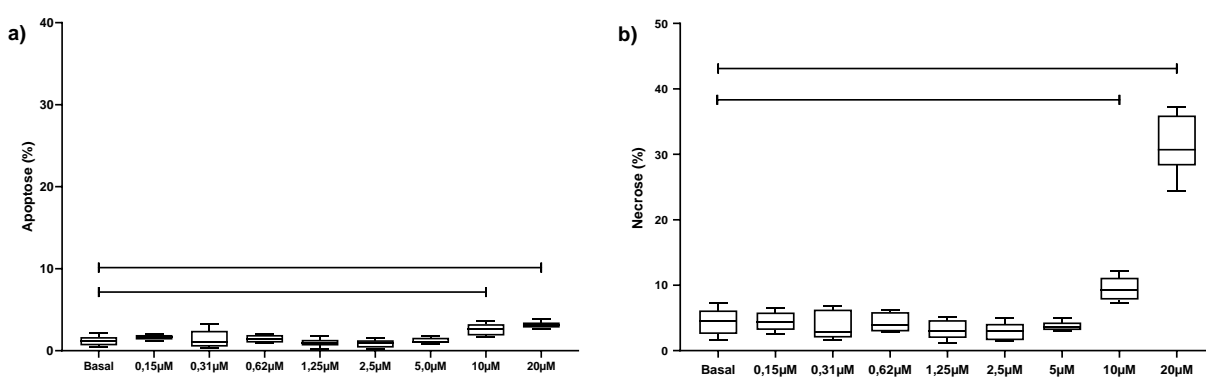 a)
Apoptose (%)
40
30
20
10
0
Basal 0,15µM 0,31µM 0,62µM 1,25µM 2,5µM 5,0µM 10µM 20µM
b)
Necrose (%)
50
40
30
20
10
0
Basal 0,15µM 0,31µM 0,62µM 1,25µM 2,5µM 5µM 10µM 20µM